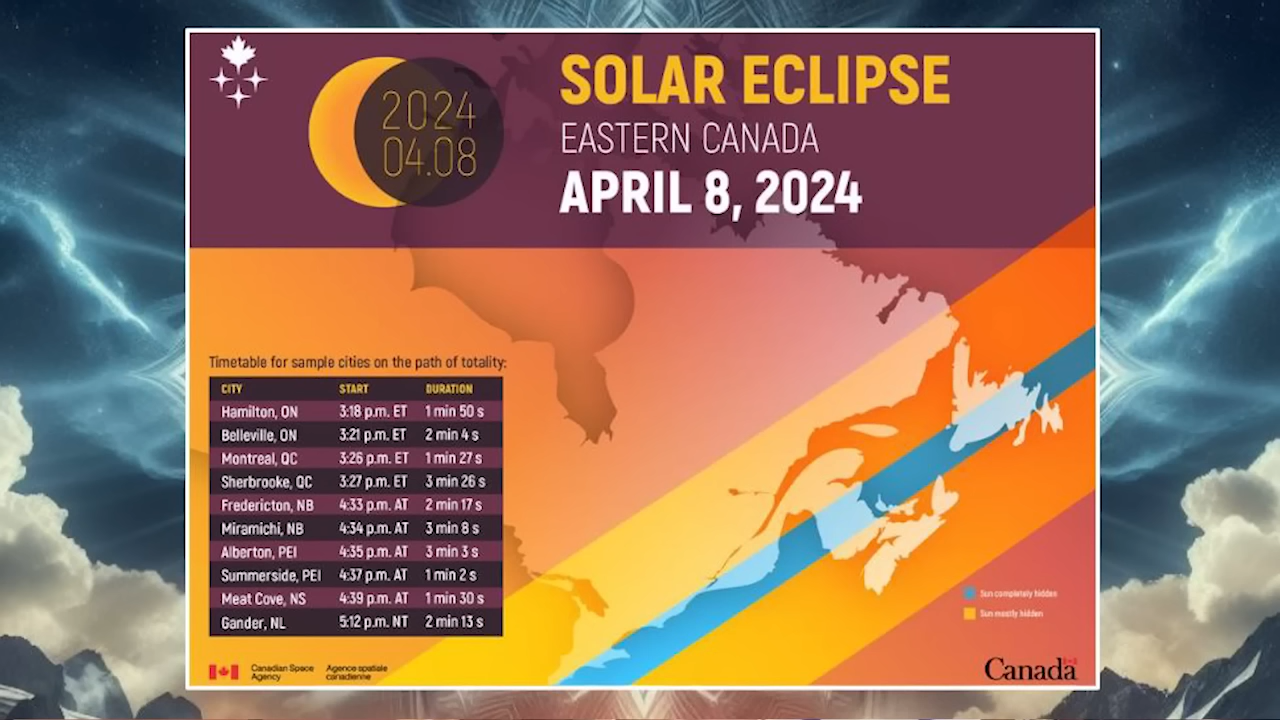 2024
04.08
SOLAR ECLIPSE
EASTERN CANADA
APRIL 8, 2024
Timetable for sample cities on the path of totality:
CITY START DURATION
Hamilton, ON 3:18 p.m. ET 1 min 50 s
Belleville, ON 3:21 p.m. ET 2 min 4 s
Montreal, QC 3:26 p.m. ET 1 min 27 s
Sherbrooke, QC 3:27 p.m. ET 3 min 26 s
Fredericton, NB 4:33 p.m. AT 2 min 17 s
Miramichi, NB 4:34 p.m. AT 3 min 8 s
Alberton, PEI 4:35 p.m. AT 3 min 3 s
Summerside, PEI 4:37 p.m. AT 1 min 2 s
Meat Cove, NS 4:39 p.m. AT 1 min 30 s
Gander, NL 5:12 p.m. NT 2 min 13 s
Sun completely hidden
Sun mostly hidden
Canadian Space Agency
Agence spatiale canadienne
Canada